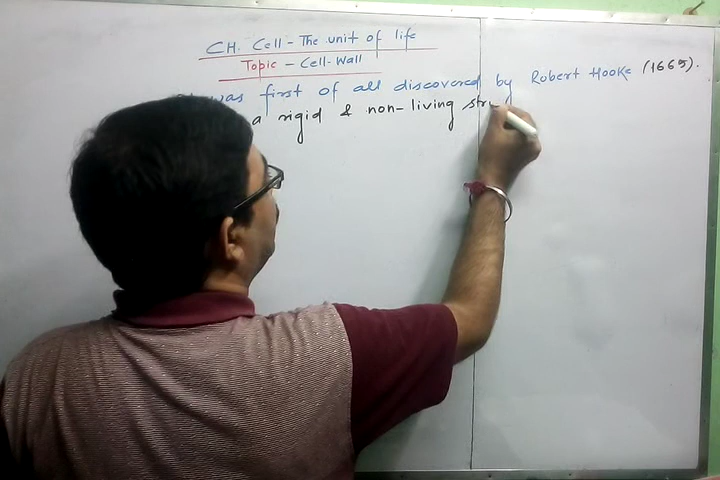 CH. Cell - The unit of life
Topic - Cell-Wall
was first of all discovered by Robert Hooke (1665).
a rigid & non-living stru